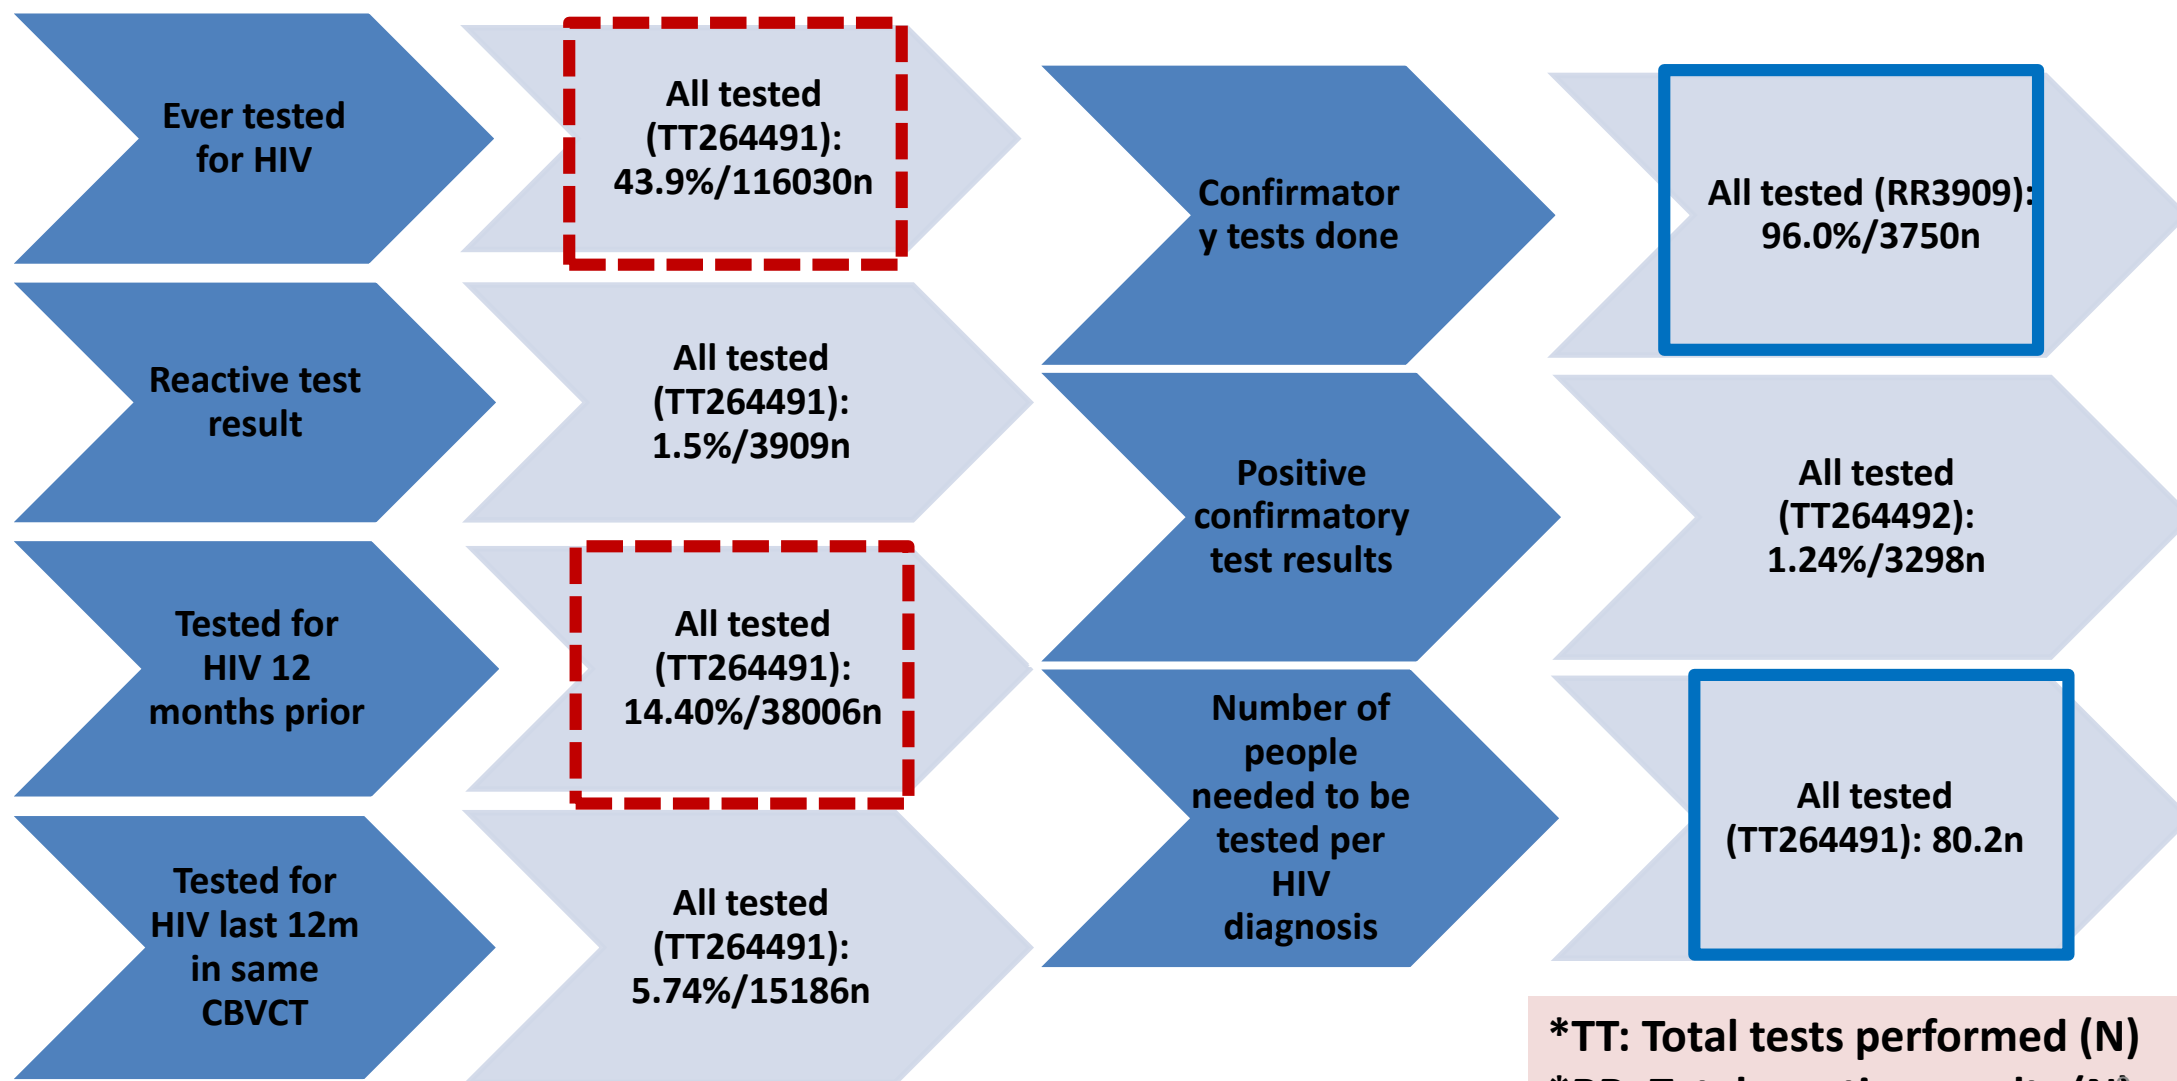 Ever tested
for HIV
All tested
(TT264491):
43.9%/116030n
Reactive test
result
All tested
(TT264491):
1.5%/3909n
Tested for
HIV 12
months prior
All tested
(TT264491):
14.40%/38006n
Tested for
HIV last 12m
in same
CBVCT
All tested
(TT264491):
5.74%/15186n
Confirmator
y tests done
All tested (RR3909):
96.0%/3750n
Positive
confirmatory
test results
All tested
(TT264492):
1.24%/3298n
Number of
people
needed to be
tested per
HIV
diagnosis
All tested
(TT264491): 80.2n
*TT: Total tests performed (N)